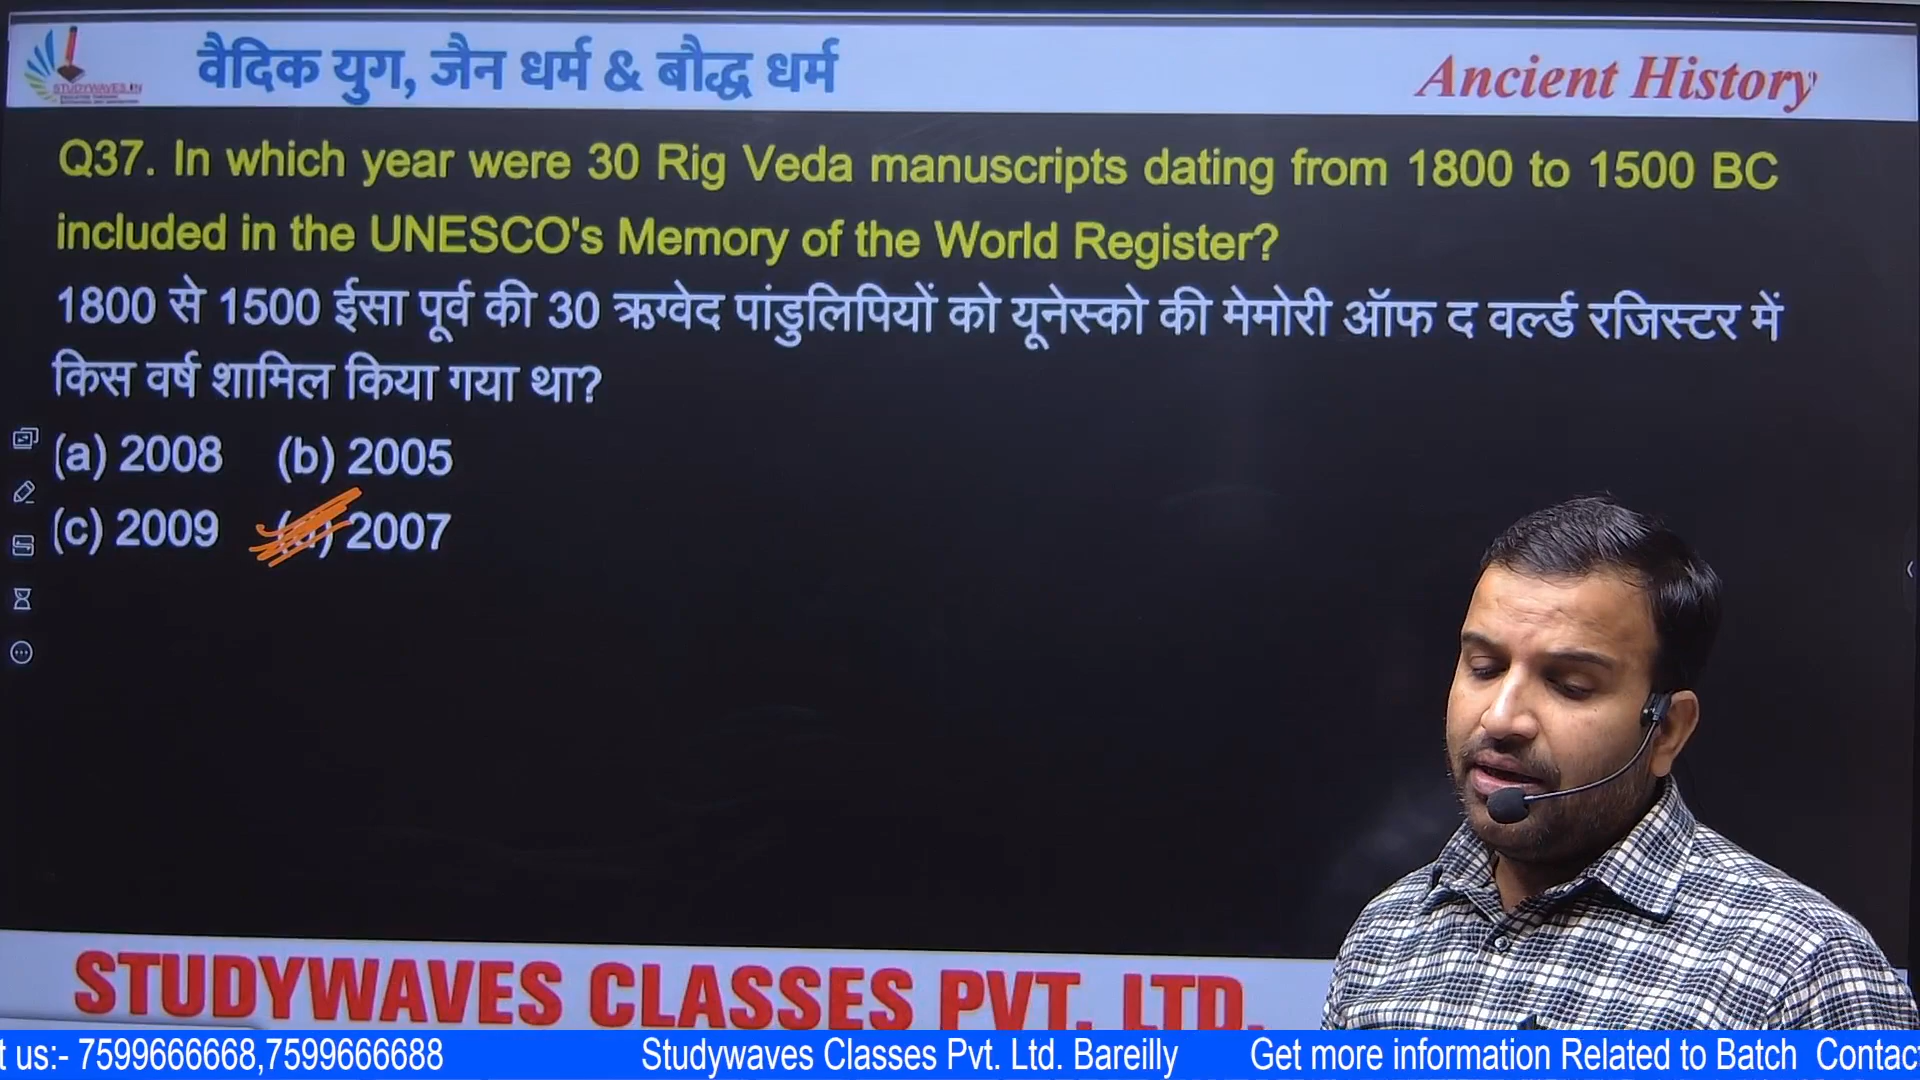 वैदिक युग, जैन धर्म & बौद्ध धर्म
Ancient History
STUDYWAVES.IN
Q37. In which year were 30 Rig Veda manuscripts dating from 1800 to 1500 BC
included in the UNESCO's Memory of the World Register?
1800 से 1500 ईसा पूर्व की 30 ऋग्वेद पांडुलिपियों को यूनेस्को की मेमोरी ऑफ द वर्ल्ड रजिस्टर में
किस वर्ष शामिल किया गया था?
(a) 2008 (b) 2005
(c) 2009 (d) 2007
STUDYWAVES CLASSES PVT. LTD.
t us:- 7599666668,7599666688 Studywaves Classes Pvt. Ltd. Bareilly Get more information Related to Batch Contac